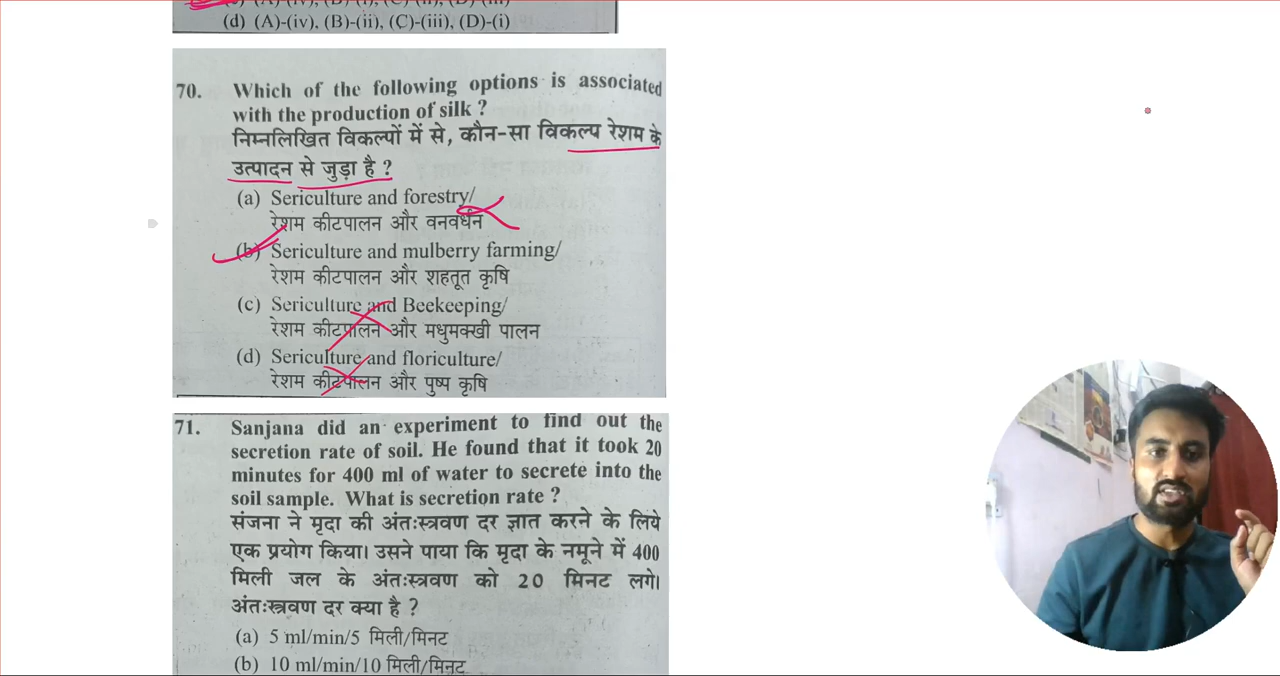 (d) (A)-(iv), (B)-(ii), (C)-(iii), (D)-(i)
70. Which of the following options is associated
with the production of silk ?
निम्नलिखित विकल्पों में से, कौन-सा विकल्प रेशम के
उत्पादन से जुड़ा है ?
(a) Sericulture and forestry/
रेशम कीटपालन और वनवर्धन
(b) Sericulture and mulberry farming/
रेशम कीटपालन और शहतूत कृषि
(c) Sericulture and Beekeeping/
रेशम कीटपालन और मधुमक्खी पालन
(d) Sericulture and floriculture/
रेशम कीटपालन और पुष्प कृषि
71. Sanjana did an experiment to find out the
secretion rate of soil. He found that it took 20
minutes for 400 ml of water to secrete into the
soil sample. What is secretion rate ?
संजना ने मृदा की अंतःस्त्रवण दर ज्ञात करने के लिये
एक प्रयोग किया। उसने पाया कि मृदा के नमूने में 400
मिली जल के अंतःस्त्रवण को 20 मिनट लगे।
अंतःस्त्रवण दर क्या है ?
(a) 5 ml/min/5 मिली/मिनट
(b) 10 ml/min/10 मिली/मिनट